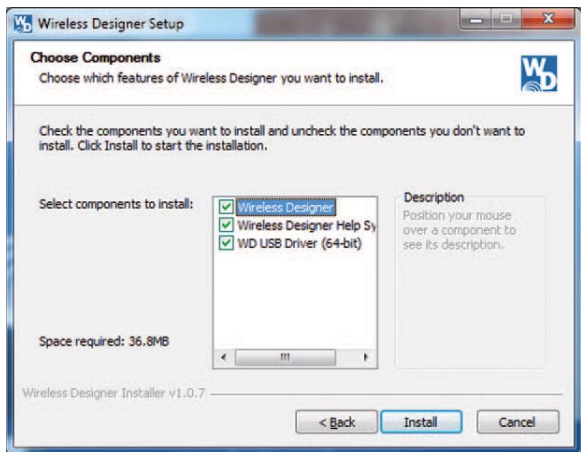 Wireless Designer Setup
Choose Components
Choose which features of Wireless Designer you want to install.
WD
Check the components you want to install and uncheck the components you don't want to
install. Click Install to start the installation.
Select components to install:
Wireless Designer
Wireless Designer Help Sy
WD USB Driver (64-bit)
Description
Position your mouse
over a component to
see its description.
Space required: 36.8MB
Wireless Designer Installer v1.0.7
< Back
Install
Cancel